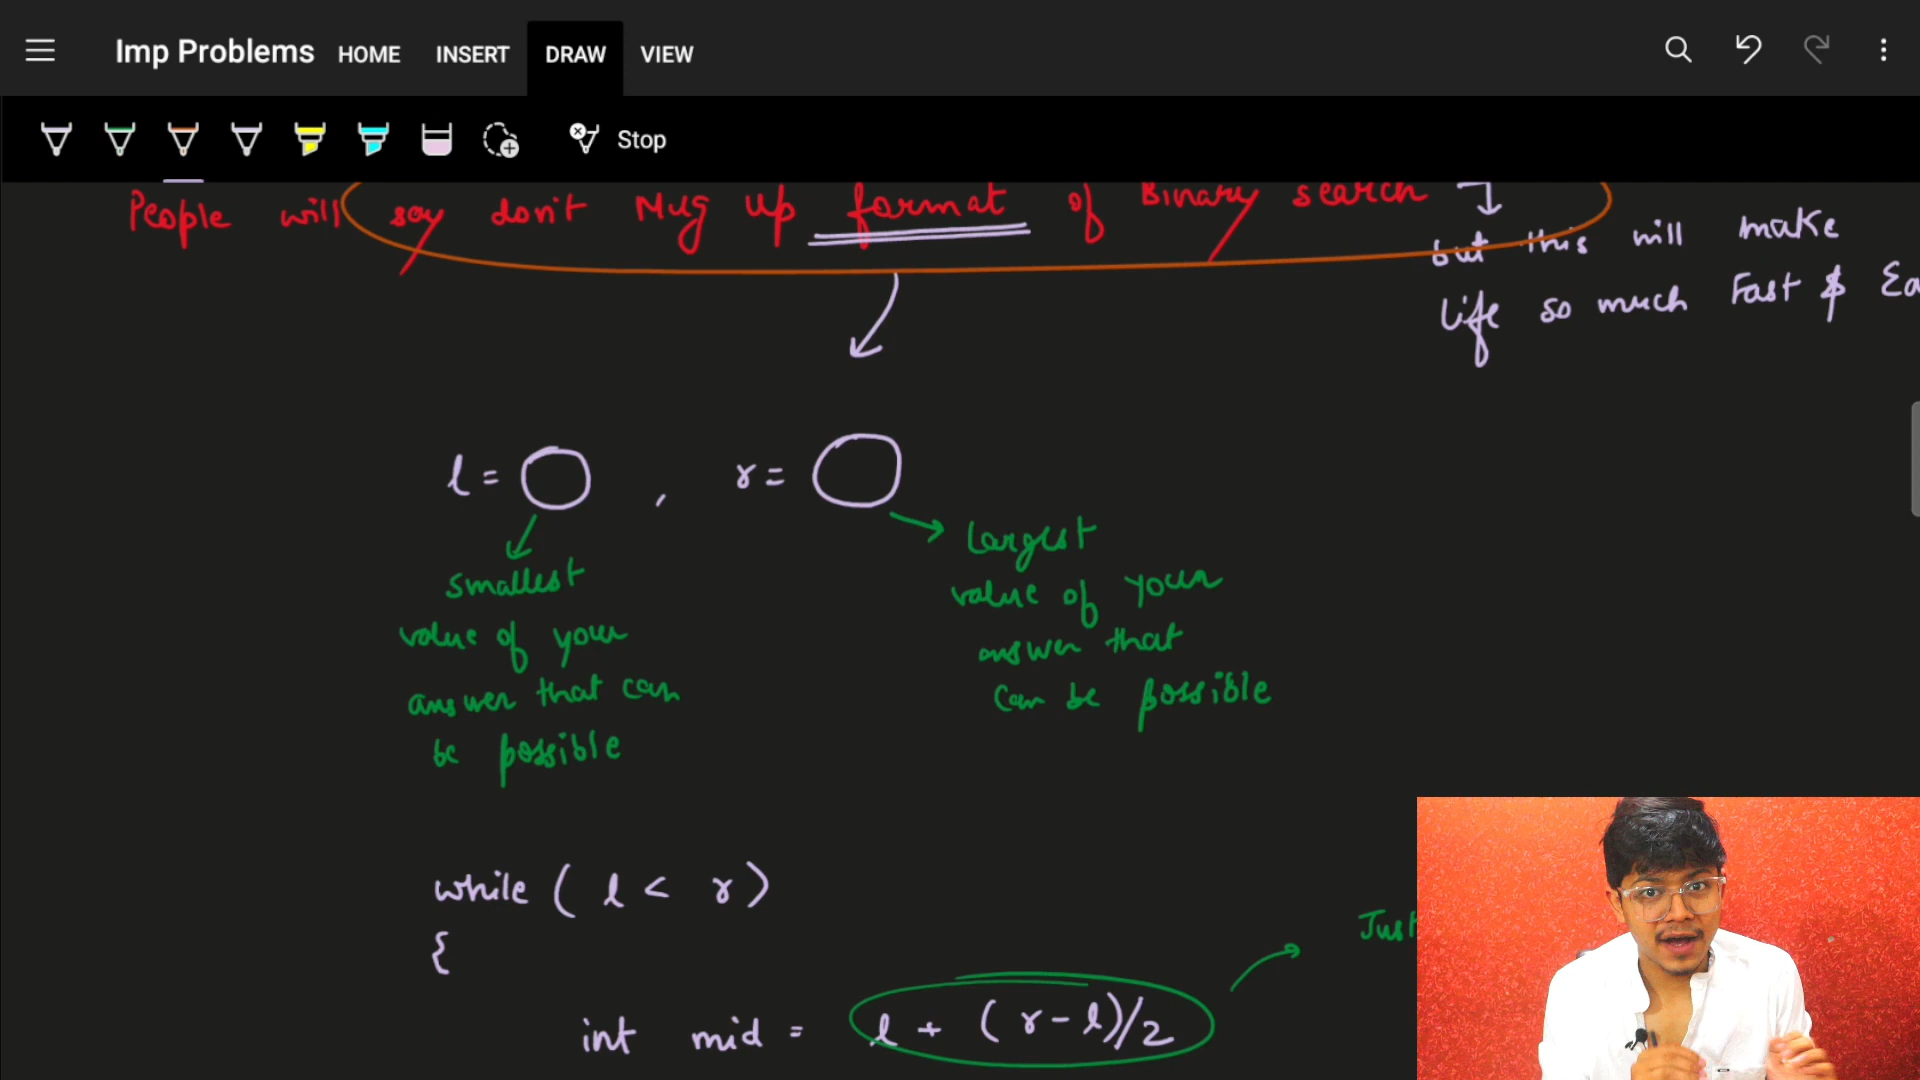 Imp Problems HOME INSERT DRAW VIEW
Stop
People will say don't Mug up format of Binary search
but this will make
life so much Fast & Ea
l = , r =
smallest
value of your
answer that can
be possible
largest
value of your
answer that
can be possible
while ( l < r )
{
Just
int mid = l + ( r - l ) / 2